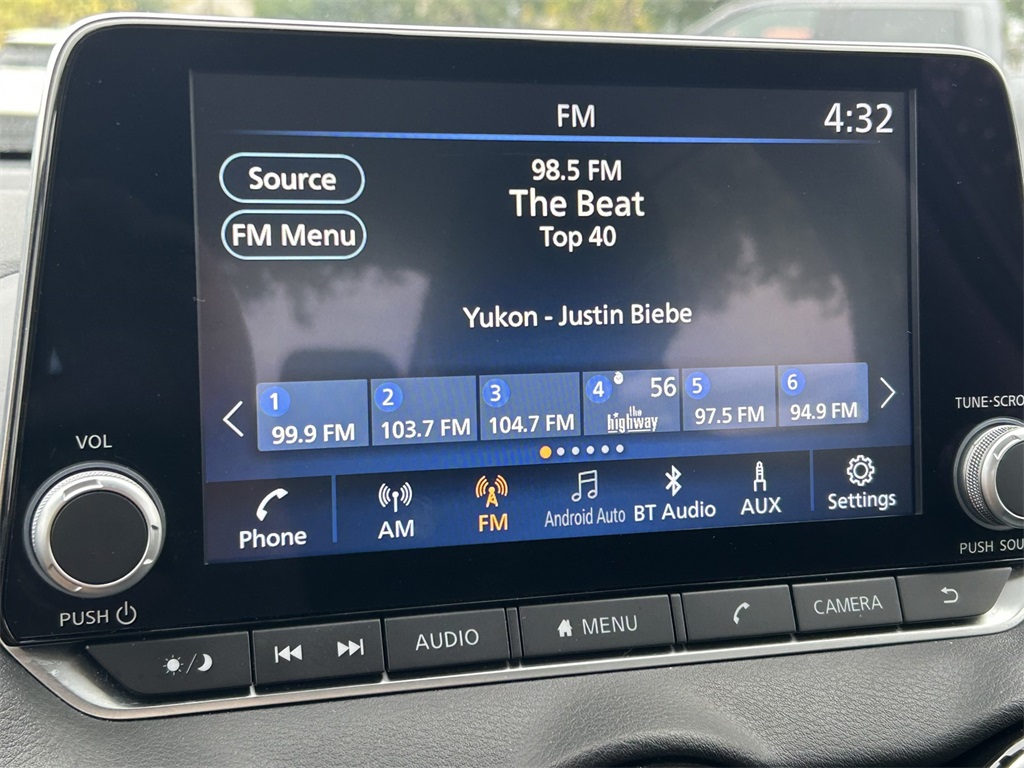 FM
4:32
Source
98.5 FM
The Beat
FM Menu
Top 40
Yukon - Justin Biebe
1
99.9 FM
2
103.7 FM
3
104.7 FM
4
56
the
highway
5
97.5 FM
6
94.9 FM
Phone
AM
FM
Android Auto
BT Audio
AUX
Settings
VOL
PUSH
TUNE·SCRO
PUSH SOU
AUDIO
MENU
CAMERA